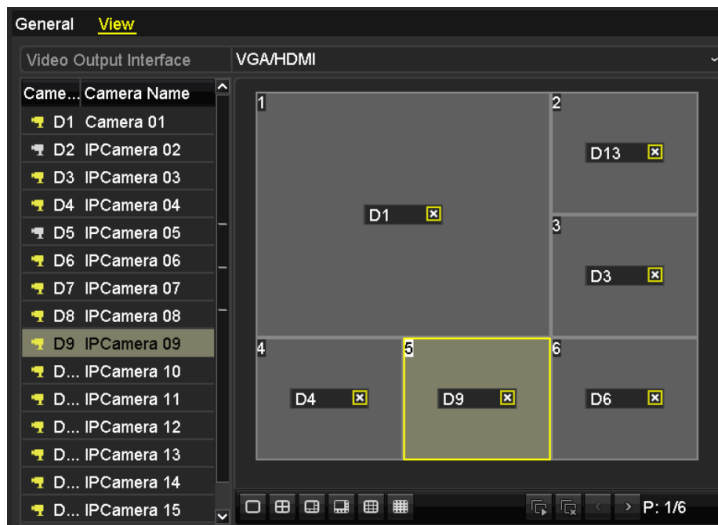 General View
Video Output Interface VGA/HDMI
Came... Camera Name
D1 Camera 01
D2 IPCamera 02
D3 IPCamera 03
D4 IPCamera 04
D5 IPCamera 05
D6 IPCamera 06
D7 IPCamera 07
D8 IPCamera 08
D9 IPCamera 09
D... IPCamera 10
D... IPCamera 11
D... IPCamera 12
D... IPCamera 13
D... IPCamera 14
D... IPCamera 15
1
D1
2
D13
3
D3
4
D4
5
D9
6
D6
P: 1/6